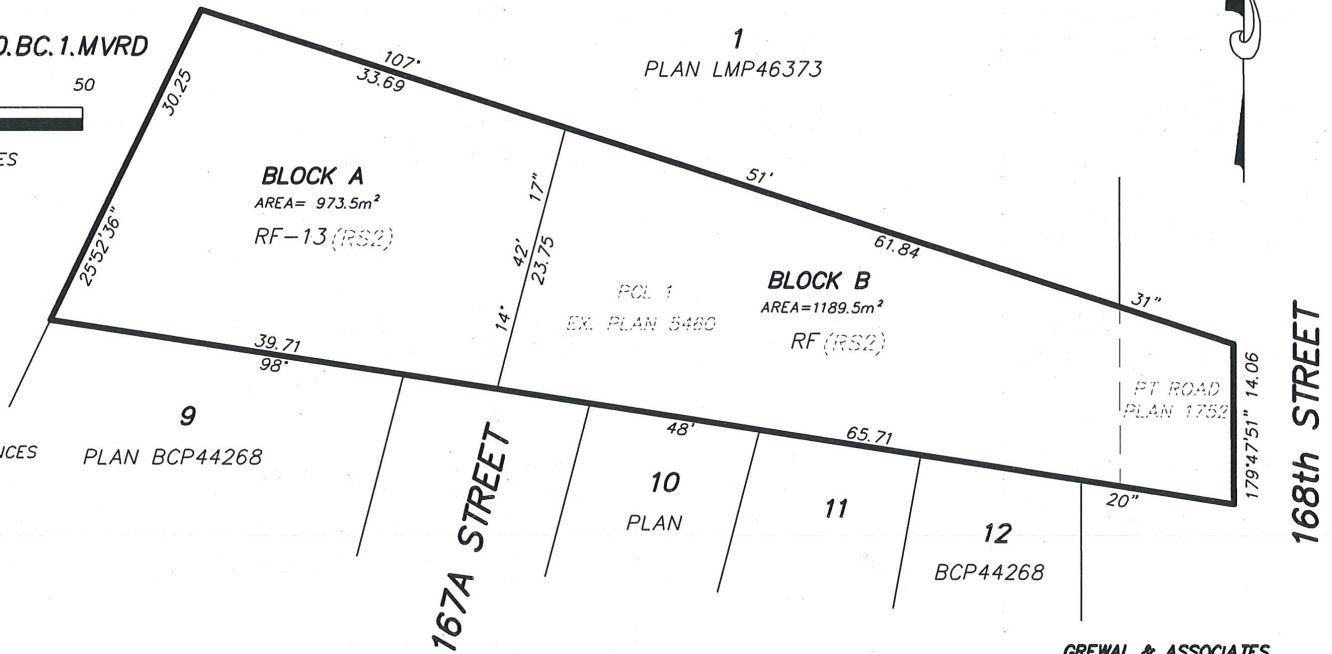 D.BC.1.MVRD
50
ES
1
PLAN LMP46373
107°
33.69
30.25
25°52'36"
BLOCK A
AREA= 973.5m²
RF-13 (RS2)
17"
42'
23.75
14°
51'
61.84
PCL 1
EX. PLAN 5460
BLOCK B
AREA=1189.5m²
RF (RS2)
31"
14.06
179°47'51"
PT ROAD
PLAN 1752
168th STREET
39.71
98°
48'
65.71
20"
9
NCES
PLAN BCP44268
167A STREET
10
PLAN
11
12
BCP44268
GREWAL & ASSOCIATES